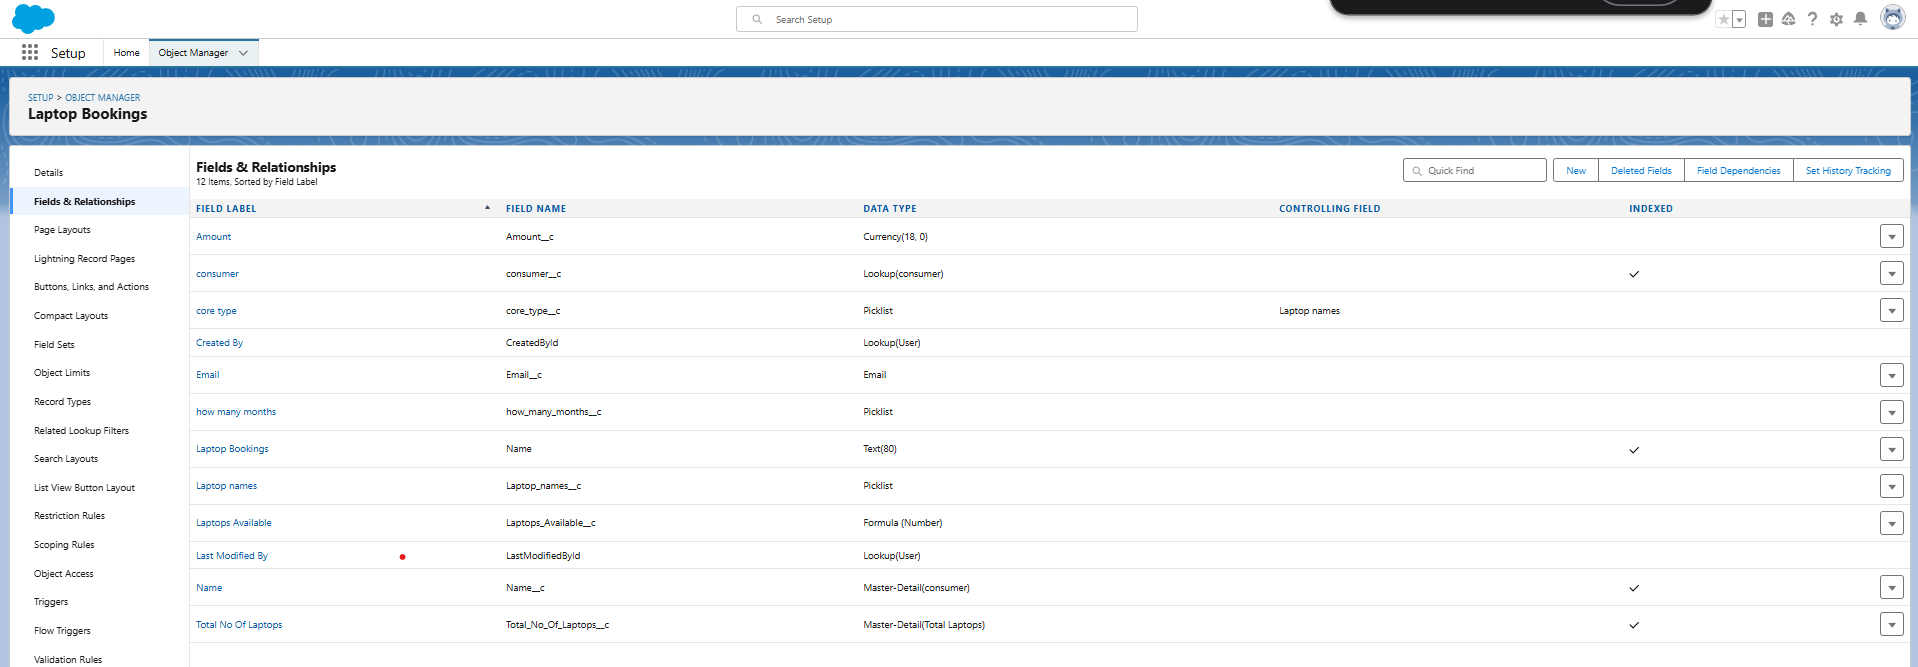 Search Setup
Setup
Home
Object Manager
SETUP > OBJECT MANAGER
Laptop Bookings
Details
Fields & Relationships
Page Layouts
Lightning Record Pages
Buttons, Links, and Actions
Compact Layouts
Field Sets
Object Limits
Record Types
Related Lookup Filters
Search Layouts
List View Button Layout
Restriction Rules
Scoping Rules
Object Access
Triggers
Flow Triggers
Validation Rules
Fields & Relationships
12 Items, Sorted by Field Label
Quick Find
New
Deleted Fields
Field Dependencies
Set History Tracking
FIELD LABEL FIELD NAME DATA TYPE CONTROLLING FIELD INDEXED
Amount Amount__c Currency(18, 0)
consumer consumer__c Lookup(consumer)
core type core_type__c Picklist Laptop names
Created By CreatedById Lookup(User)
Email Email__c Email
how many months how_many_months__c Picklist
Laptop Bookings Name Text(80)
Laptop names Laptop_names__c Picklist
Laptops Available Laptops_Available__c Formula (Number)
Last Modified By LastModifiedById Lookup(User)
Name Name__c Master-Detail(consumer)
Total No Of Laptops Total_No_Of_Laptops__c Master-Detail(Total Laptops)